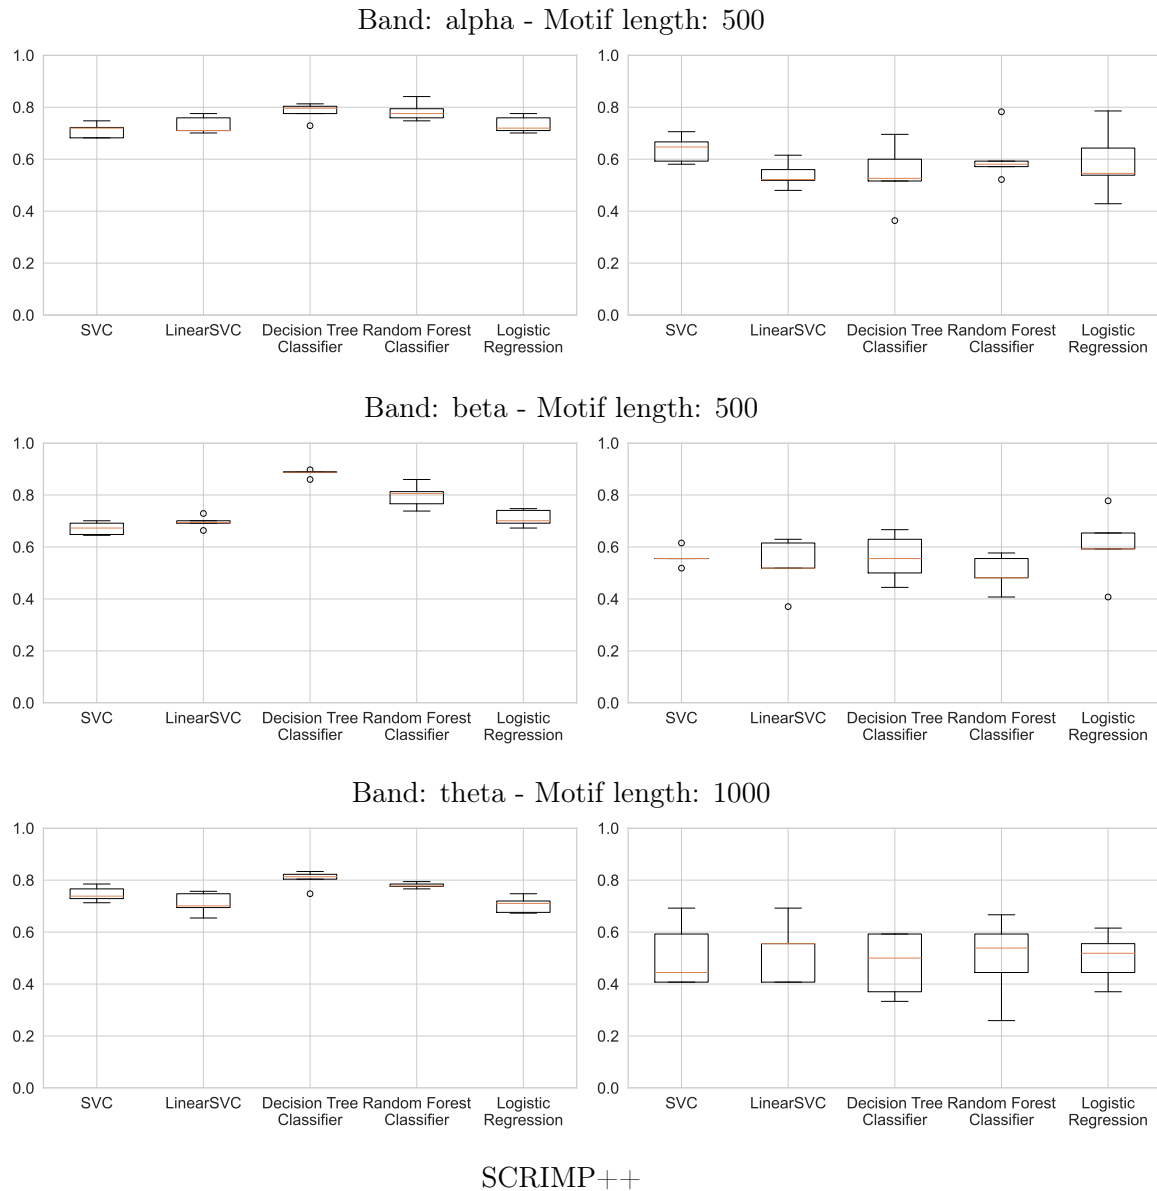 Band: alpha - Motif length: 500
1.0
0.8
0.6
0.4
0.2
0.0
SVC LinearSVC Decision Tree Random Forest Logistic
Classifier Classifier Regression
SVC LinearSVC Decision Tree Random Forest Logistic
Classifier Classifier Regression
1.0
0.8
0.6
0.4
0.2
0.0
Band: beta - Motif length: 500
1.0
0.8
0.6
0.4
0.2
0.0
SVC LinearSVC Decision Tree Random Forest Logistic
Classifier Classifier Regression
1.0
0.8
0.6
0.4
0.2
0.0
SVC LinearSVC Decision Tree Random Forest Logistic
Classifier Classifier Regression
Band: theta - Motif length: 1000
1.0
0.8
0.6
0.4
0.2
0.0
SVC LinearSVC Decision Tree Random Forest Logistic
Classifier Classifier Regression
1.0
0.8
0.6
0.4
0.2
0.0
SVC LinearSVC Decision Tree Random Forest Logistic
Classifier Classifier Regression
SCRIMP++